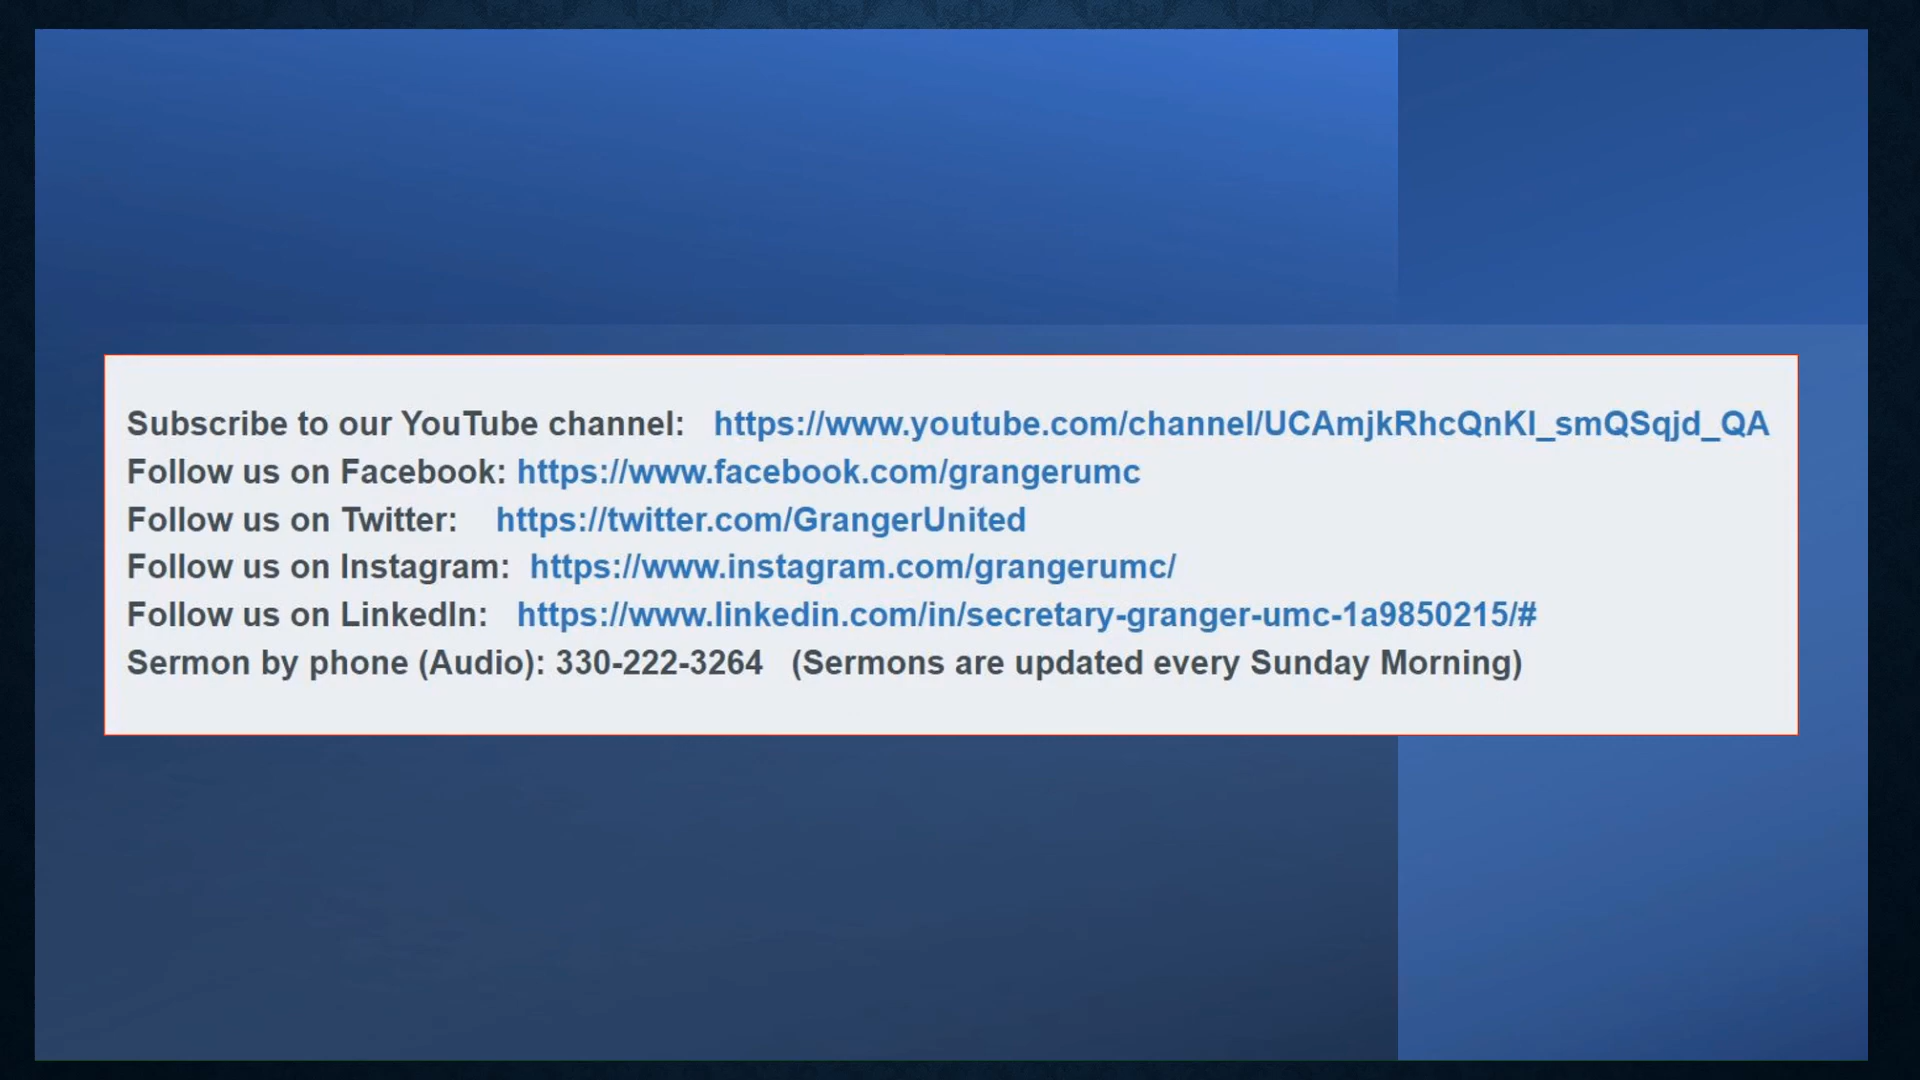 Subscribe to our YouTube channel: https://www.youtube.com/channel/UCAmjkRhcQnKl_smQSqjd_QA
Follow us on Facebook: https://www.facebook.com/grangerumc
Follow us on Twitter: https://twitter.com/GrangerUnited
Follow us on Instagram: https://www.instagram.com/grangerumc/
Follow us on LinkedIn: https://www.linkedin.com/in/secretary-granger-umc-1a9850215/#
Sermon by phone (Audio): 330-222-3264 (Sermons are updated every Sunday Morning)